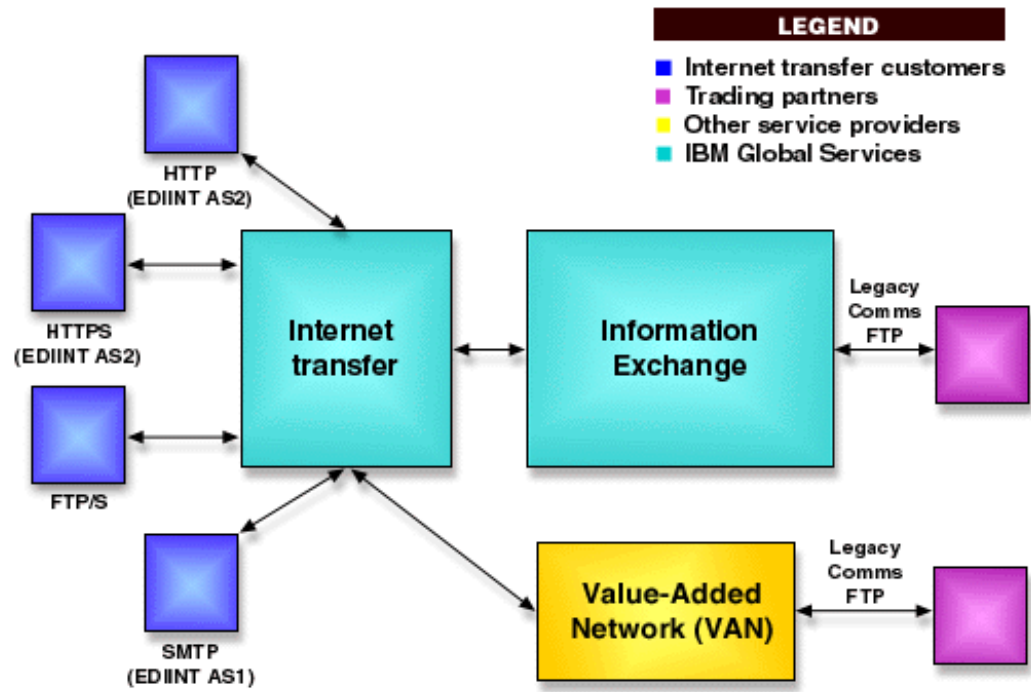 LEGEND
Internet transfer customers
Trading partners
Other service providers
IBM Global Services
HTTP
(EDIINT AS2)
HTTPS
(EDIINT AS2)
FTP/S
SMTP
(EDIINT AS1)
Internet
transfer
Information
Exchange
Legacy
Comms
FTP
Value-Added
Network (VAN)
Legacy
Comms
FTP